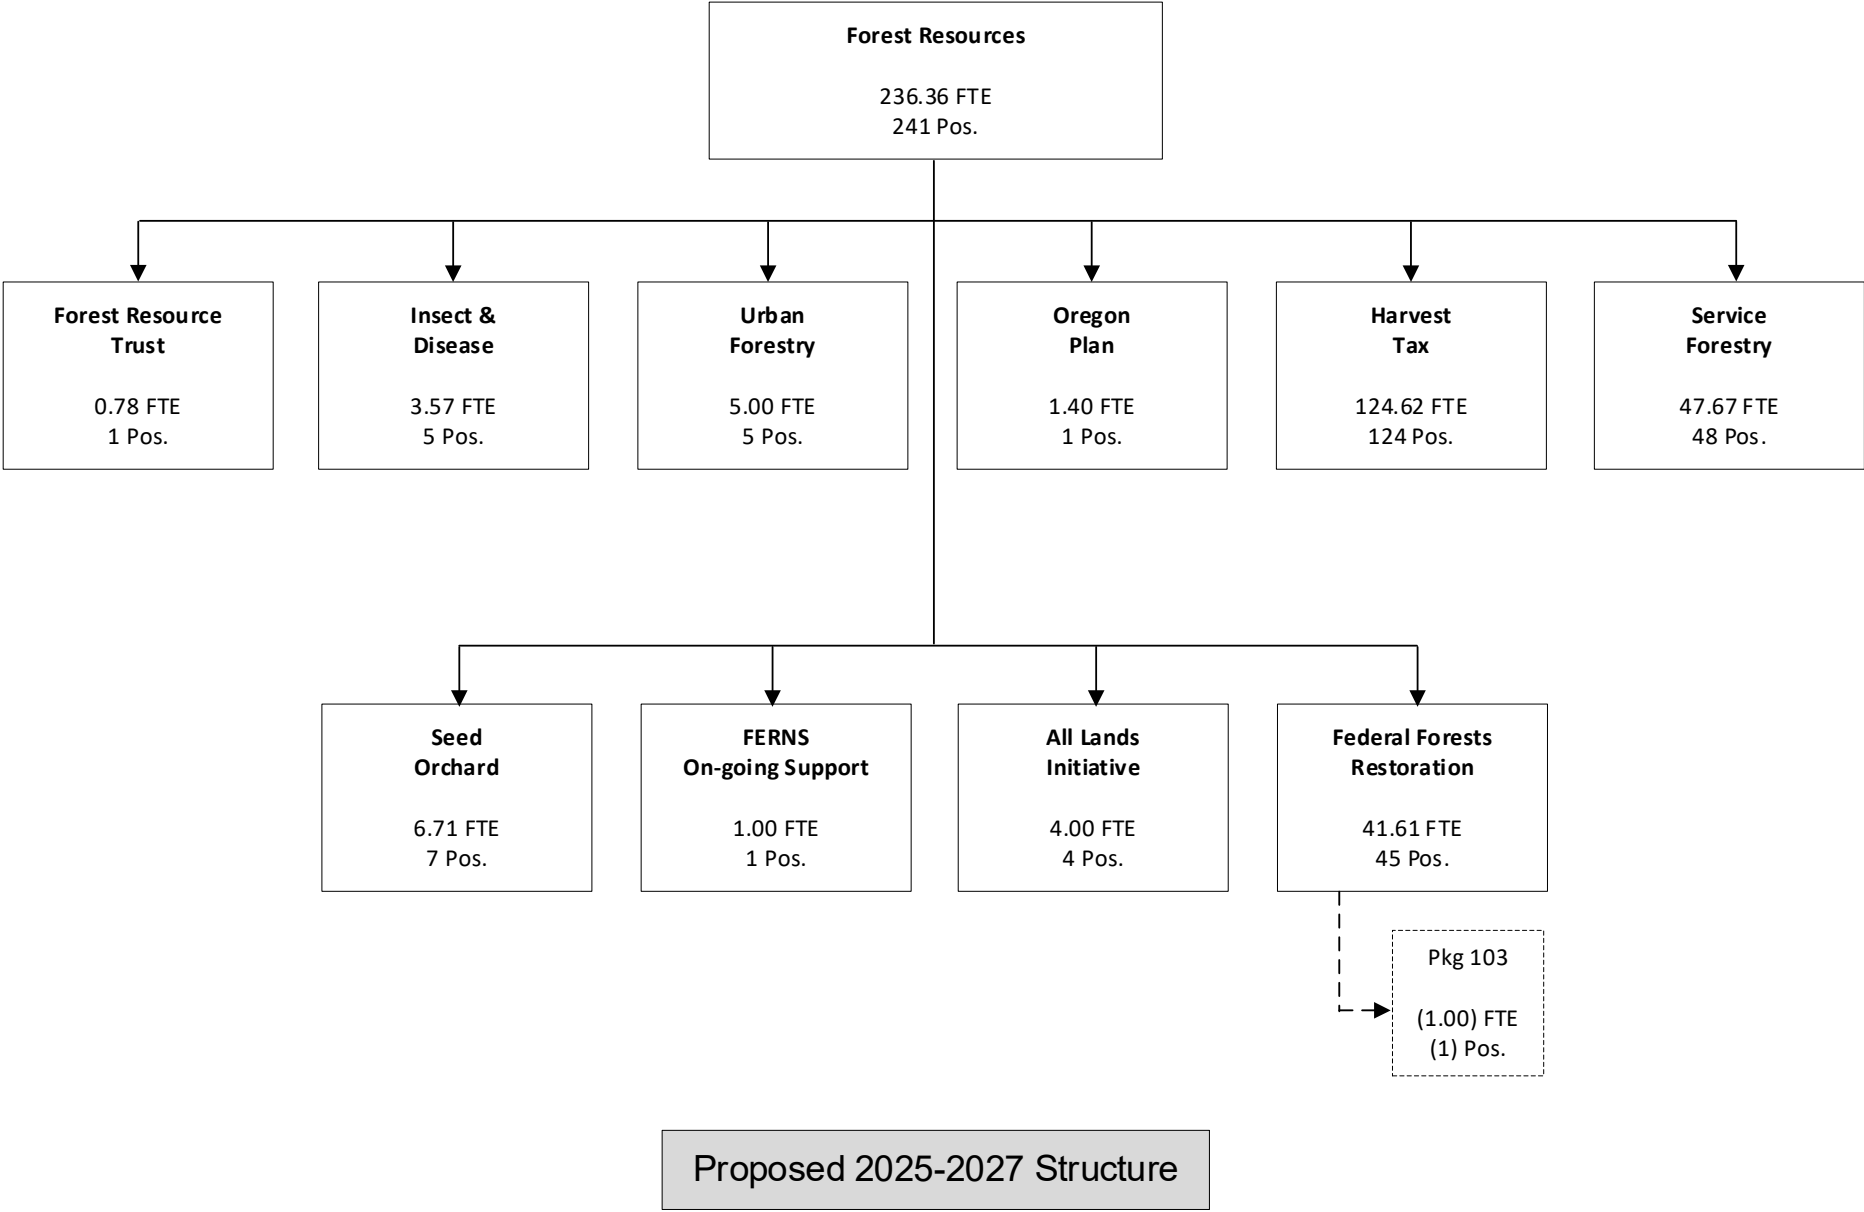 Forest Resources
236.36 FTE
241 Pos.
Forest Resource
Trust
0.78 FTE
1 Pos.
Insect &
Disease
3.57 FTE
5 Pos.
Urban
Forestry
5.00 FTE
5 Pos.
Oregon
Plan
1.40 FTE
1 Pos.
Harvest
Tax
124.62 FTE
124 Pos.
Service
Forestry
47.67 FTE
48 Pos.
Seed
Orchard
6.71 FTE
7 Pos.
FERNS
On-going Support
1.00 FTE
1 Pos.
All Lands
Initiative
4.00 FTE
4 Pos.
Federal Forests
Restoration
41.61 FTE
45 Pos.
Pkg 103
(1.00) FTE
(1) Pos.
Proposed 2025-2027 Structure